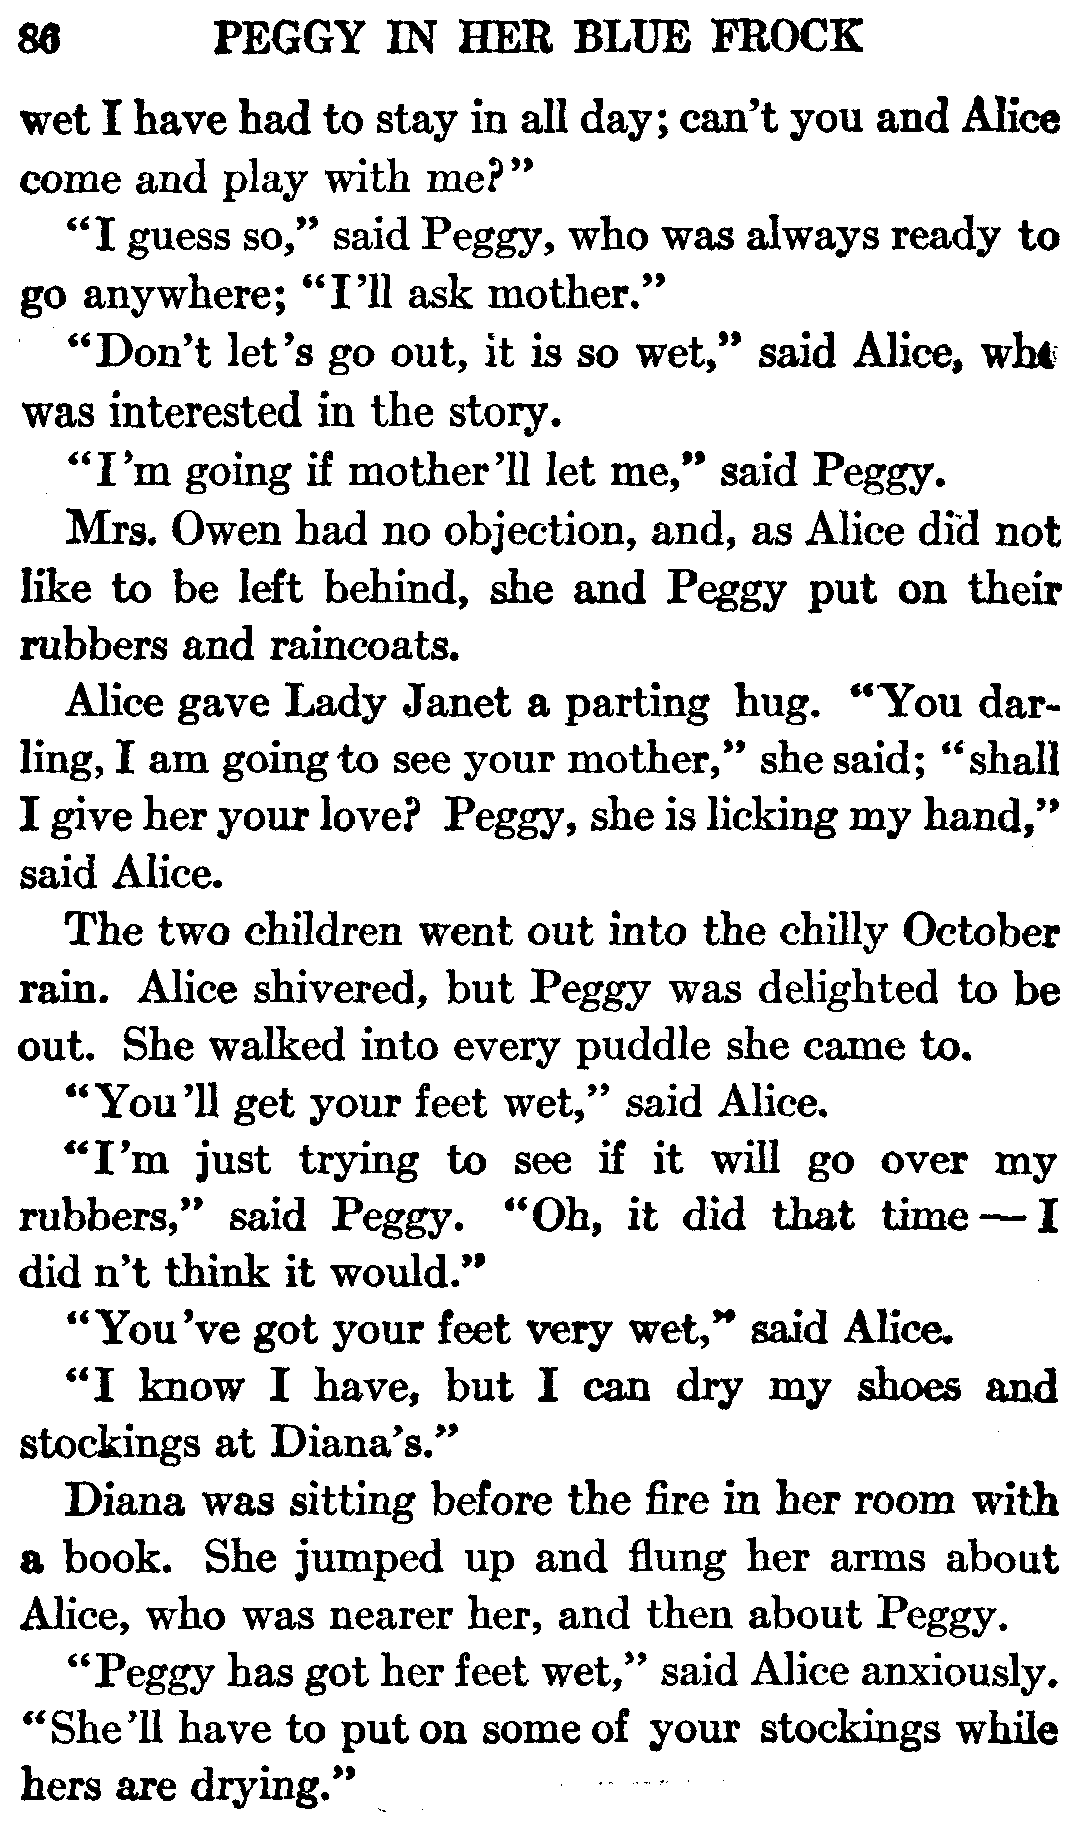 86 PEGGY IN HER BLUE FROCK
wet I have had to stay in all day; can't you and Alice
come and play with me?"
"I guess so," said Peggy, who was always ready to
go anywhere; "I'll ask mother."
"Don't let's go out, it is so wet," said Alice, who
was interested in the story.
"I'm going if mother'll let me," said Peggy.
Mrs. Owen had no objection, and, as Alice did not
like to be left behind, she and Peggy put on their
rubbers and raincoats.
Alice gave Lady Janet a parting hug. "You dar-
ling, I am going to see your mother," she said; "shall
I give her your love? Peggy, she is licking my hand,"
said Alice.
The two children went out into the chilly October
rain. Alice shivered, but Peggy was delighted to be
out. She walked into every puddle she came to.
"You'll get your feet wet," said Alice.
"I'm just trying to see if it will go over my
rubbers," said Peggy. "Oh, it did that time — I
did n't think it would."
"You've got your feet very wet," said Alice.
"I know I have, but I can dry my shoes and
stockings at Diana's."
Diana was sitting before the fire in her room with
a book. She jumped up and flung her arms about
Alice, who was nearer her, and then about Peggy.
"Peggy has got her feet wet," said Alice anxiously.
"She'll have to put on some of your stockings while
hers are drying."